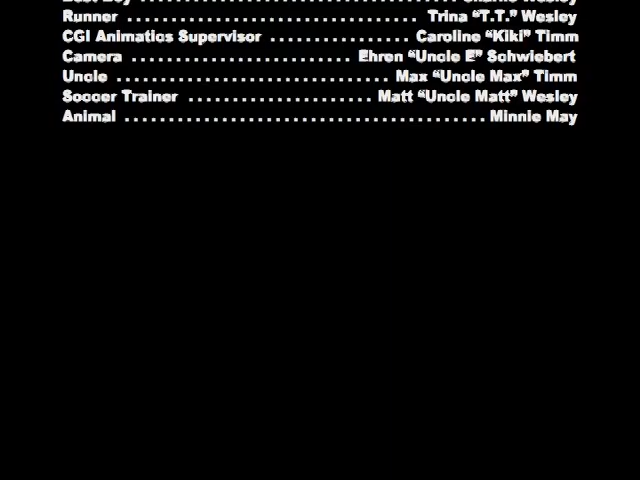 Runner ................................. Trina “T.T.” Wesley
CGI Animatics Supervisor ................ Caroline “Kiki” Timm
Camera ......................... Ehren “Uncle E” Schwiebert
Uncle ............................... Max “Uncle Max” Timm
Soccer Trainer ..................... Matt “Uncle Matt” Wesley
Animal ......................................... Minnie May